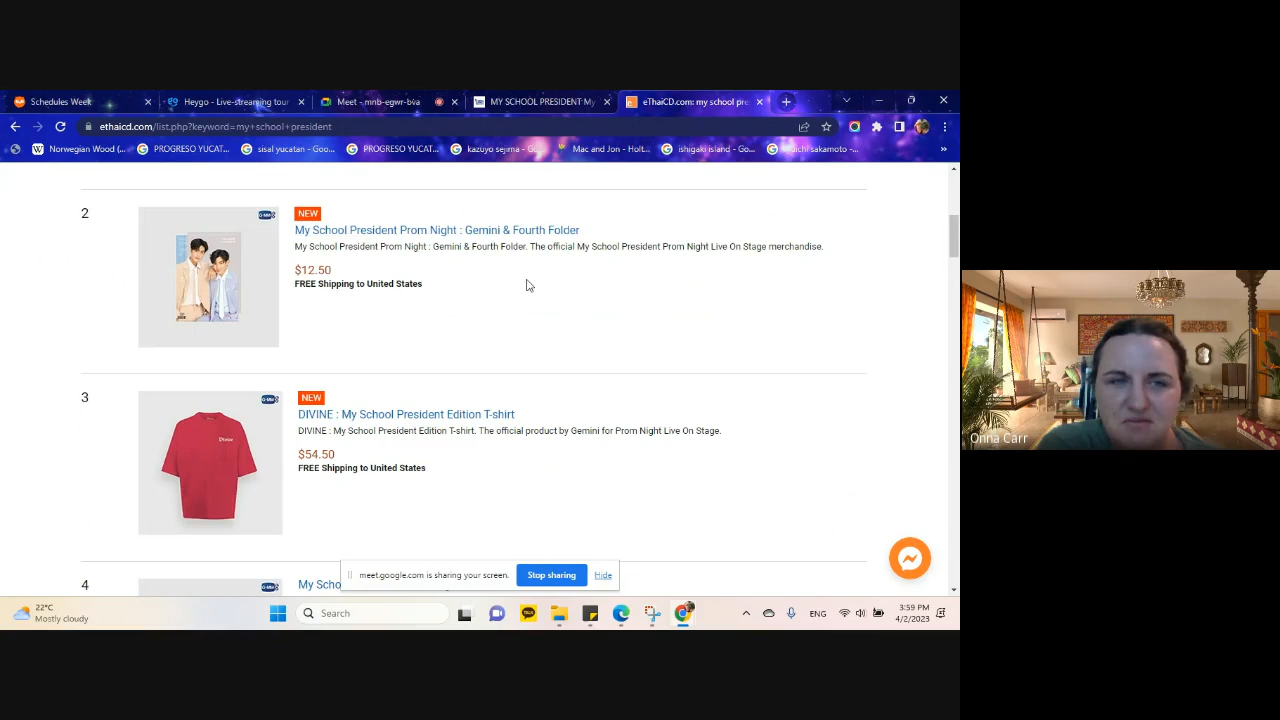 Schedules Week
Heygo - Live-streaming tour
Meet - mnb-egwr-bva
MY SCHOOL PRESIDENT My
eThaiCD.com: my school pre
ethaicd.com/list.php?keyword=my+school+president
Norwegian Wood (...
PROGRESO YUCAT...
sisal yucatan - Goo...
PROGRESO YUCAT...
kazuyo sejima - G...
Mac and Jon - Holt...
ishigaki island - Go...
sakamoto -...
2
NEW
My School President Prom Night : Gemini & Fourth Folder
My School President Prom Night : Gemini & Fourth Folder. The official My School President Prom Night Live On Stage merchandise.
$12.50
FREE Shipping to United States
3
NEW
DIVINE : My School President Edition T-shirt
Divine
DIVINE : My School President Edition T-shirt. The official product by Gemini for Prom Night Live On Stage.
$54.50
FREE Shipping to United States
4
My Scho
meet.google.com is sharing your screen.
Stop sharing
Hide
Onna Carr
22°C
Mostly cloudy
Search
TALK
ENG
3:59 PM
4/2/2023